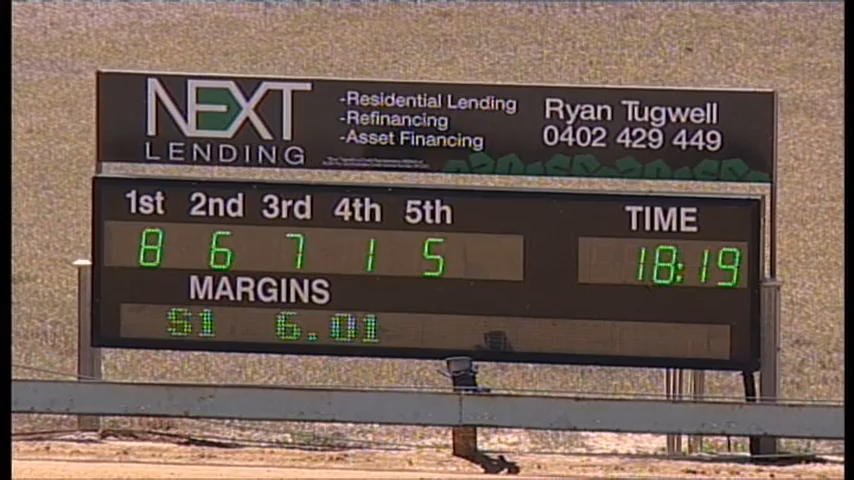 NEXT
LENDING
-Residential Lending
-Refinancing
-Asset Financing
Ryan Tugwell
0402 429 449
1st 2nd 3rd 4th 5th TIME
8 6 7 1 5 18:19
MARGINS
S1 6.01